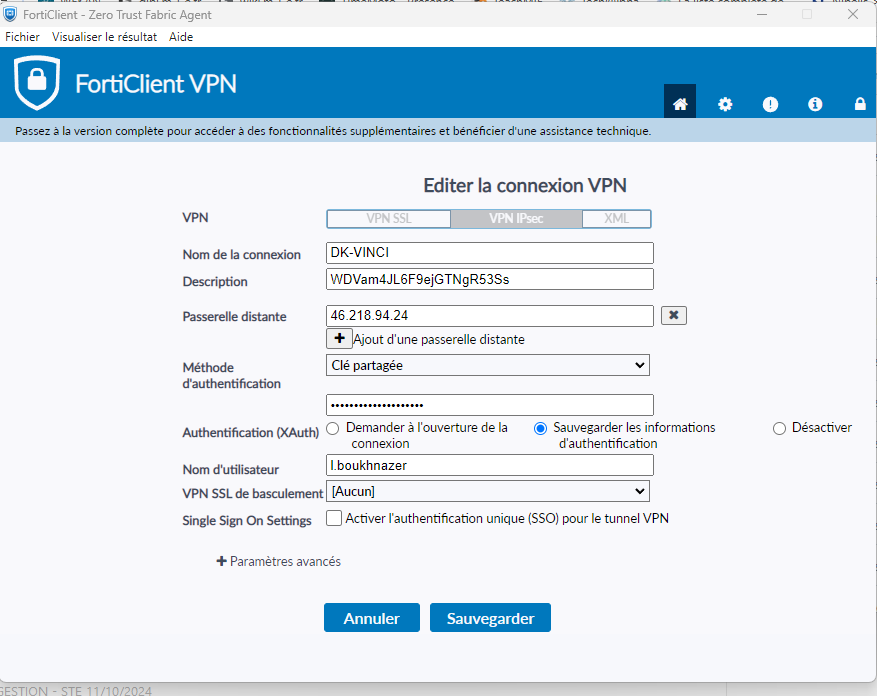 FortiClient - Zero Trust Fabric Agent
Fichier Visualiser le résultat Aide
FortiClient VPN
Passez à la version complète pour accéder à des fonctionnalités supplémentaires et bénéficier d'une assistance technique.
Editer la connexion VPN
VPN VPN SSL VPN IPsec XML
Nom de la connexion DK-VINCI
Description WDVam4JL6F9ejGTNgR53Ss
Passerelle distante 46.218.94.24
Ajout d'une passerelle distante
Méthode d'authentification Clé partagée
••••••••••••••••••••
Authentification (XAuth) Demander à l'ouverture de la connexion Sauvegarder les informations d'authentification Désactiver
Nom d'utilisateur l.boukhnazer
VPN SSL de basculement [Aucun]
Single Sign On Settings Activer l'authentification unique (SSO) pour le tunnel VPN
+ Paramètres avancés
Annuler Sauvegarder
GESTION - STE 11/10/2024